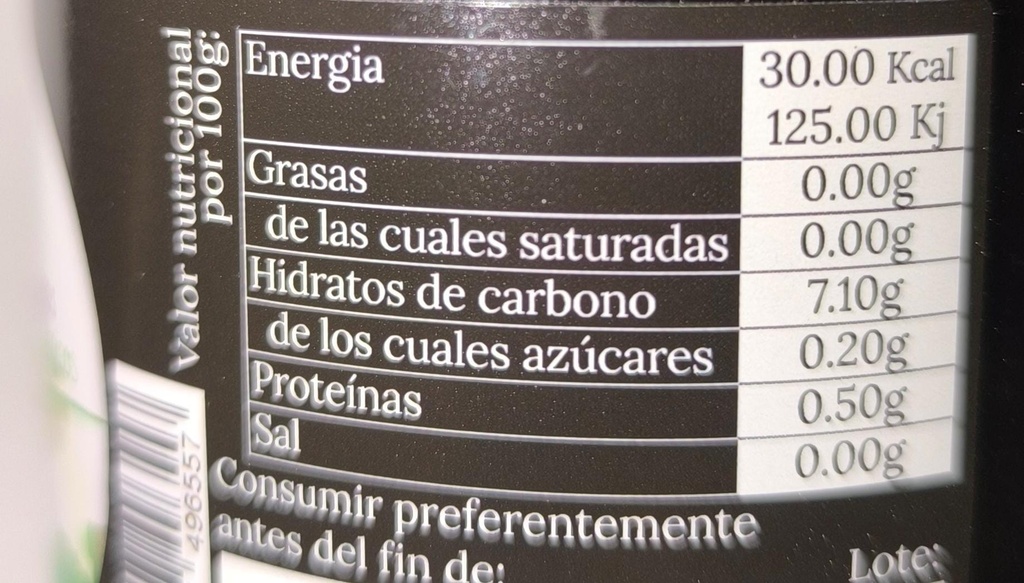 Valor nutricional
por 100g:
Energia 30.00 Kcal
125.00 Kj
Grasas 0.00g
de las cuales saturadas 0.00g
Hidratos de carbono 7.10g
de los cuales azúcares 0.20g
Proteínas 0.50g
Sal 0.00g
Consumir preferentemente
antes del fin de:
Lote:
496557